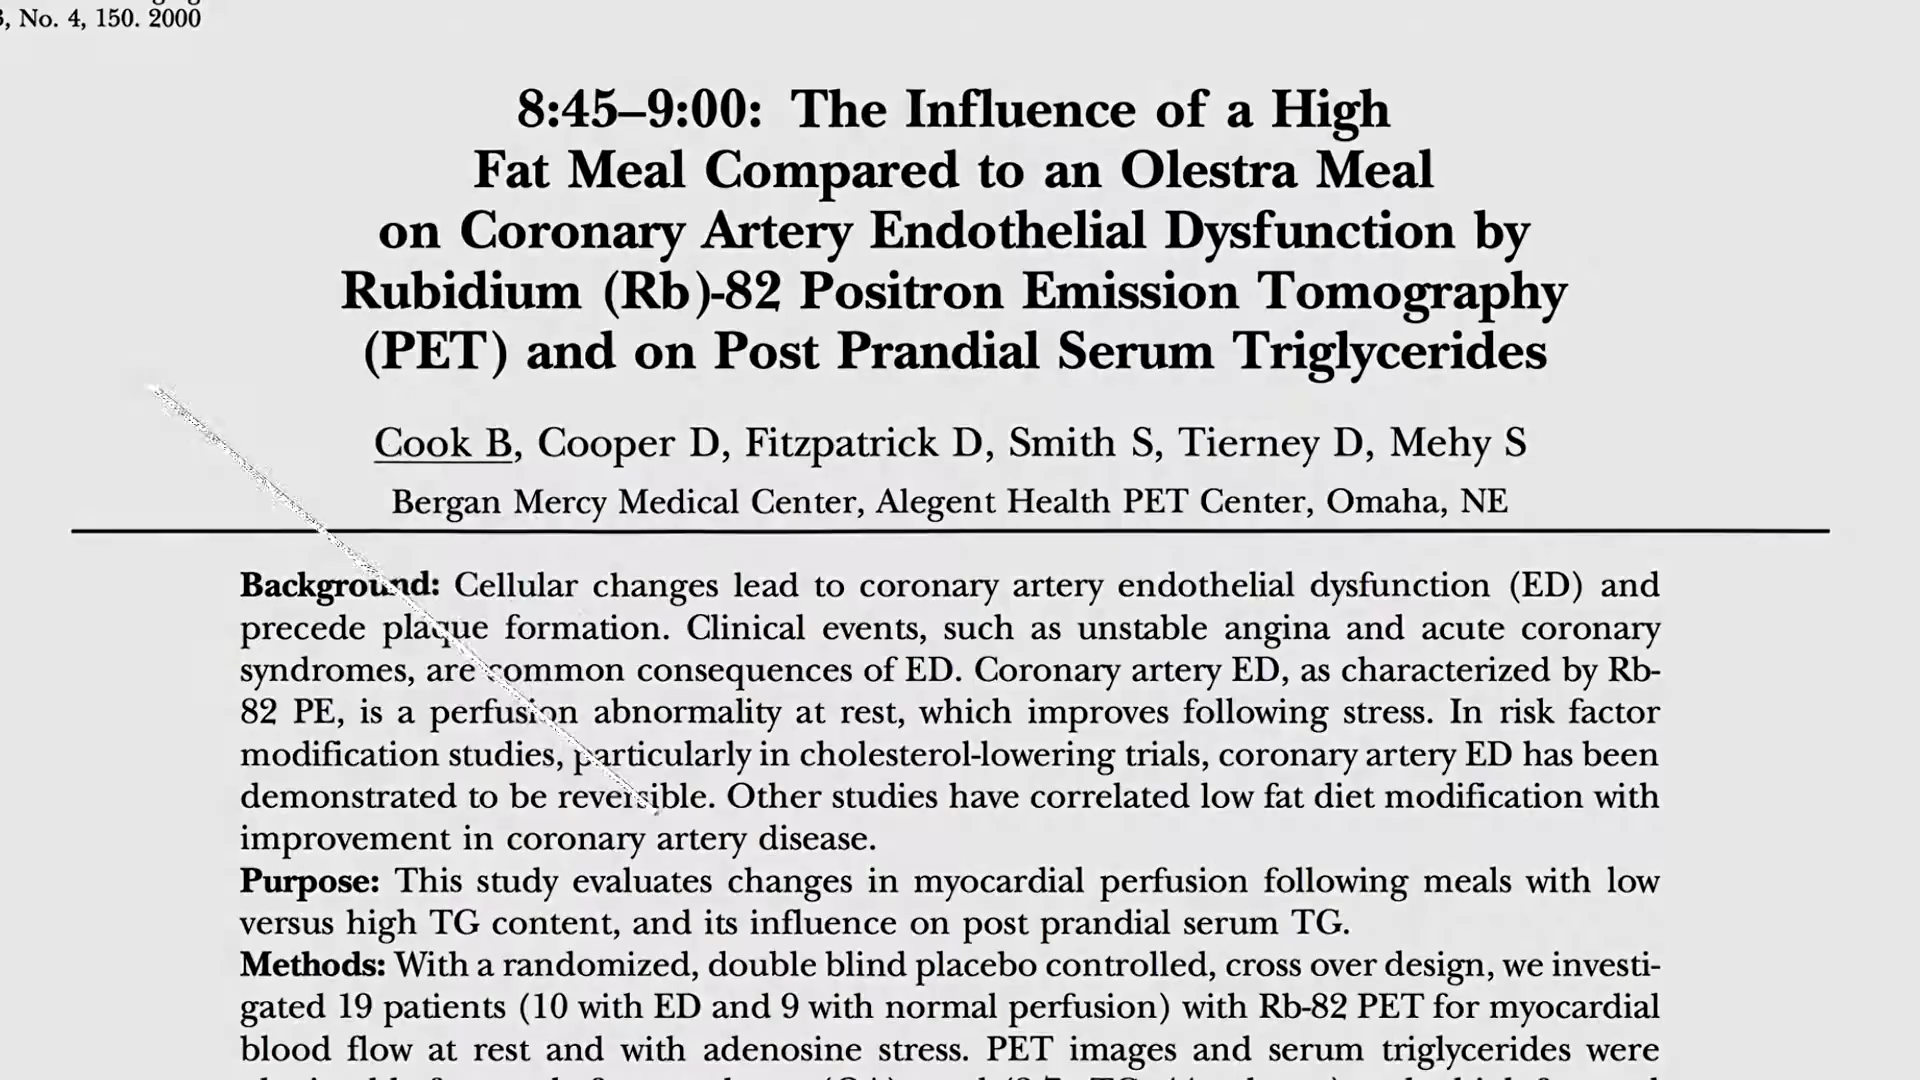 3, No. 4, 150. 2000
8:45–9:00: The Influence of a High
Fat Meal Compared to an Olestra Meal
on Coronary Artery Endothelial Dysfunction by
Rubidium (Rb)-82 Positron Emission Tomography
(PET) and on Post Prandial Serum Triglycerides
Cook B, Cooper D, Fitzpatrick D, Smith S, Tierney D, Mehy S
Bergan Mercy Medical Center, Alegent Health PET Center, Omaha, NE
Background: Cellular changes lead to coronary artery endothelial dysfunction (ED) and
precede plaque formation. Clinical events, such as unstable angina and acute coronary
syndromes, are common consequences of ED. Coronary artery ED, as characterized by Rb-
82 PE, is a perfusion abnormality at rest, which improves following stress. In risk factor
modification studies, particularly in cholesterol-lowering trials, coronary artery ED has been
demonstrated to be reversible. Other studies have correlated low fat diet modification with
improvement in coronary artery disease.
Purpose: This study evaluates changes in myocardial perfusion following meals with low
versus high TG content, and its influence on post prandial serum TG.
Methods: With a randomized, double blind placebo controlled, cross over design, we investi-
gated 19 patients (10 with ED and 9 with normal perfusion) with Rb-82 PET for myocardial
blood flow at rest and with adenosine stress. PET images and serum triglycerides were